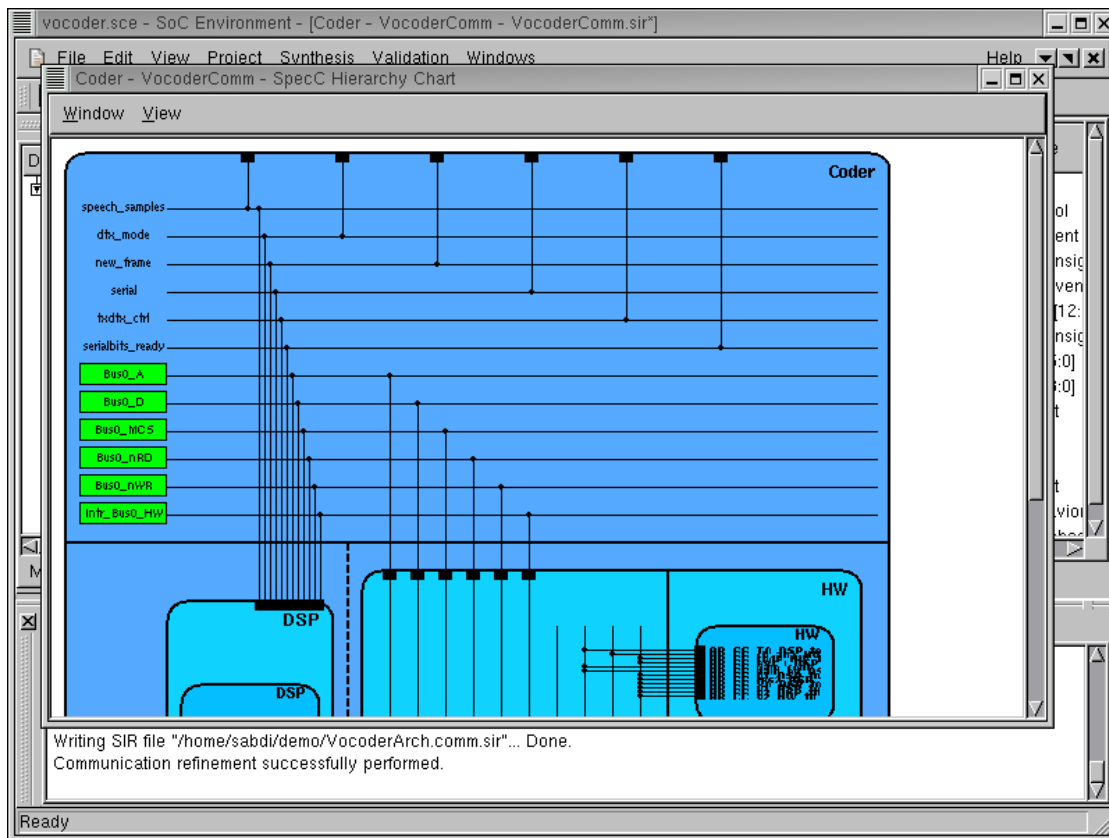 vocoder.sce - SoC Environment - [Coder - VocoderComm - VocoderComm.sir*]
File Edit View Project Synthesis Validation Windows Help
Coder - VocoderComm - SpecC Hierarchy Chart
Window View
Coder
speech_samples
dtx_mode
new_frame
serial
txdtx_ctrl
serialbits_ready
Bus0_A
Bus0_D
Bus0_MCS
Bus0_nRD
Bus0_nWR
Intr_Bus0_HW
DSP
HW
HW
DSP
Writing SIR file "/home/sabdi/demo/VocoderArch.comm.sir"... Done.
Communication refinement successfully performed.
Ready